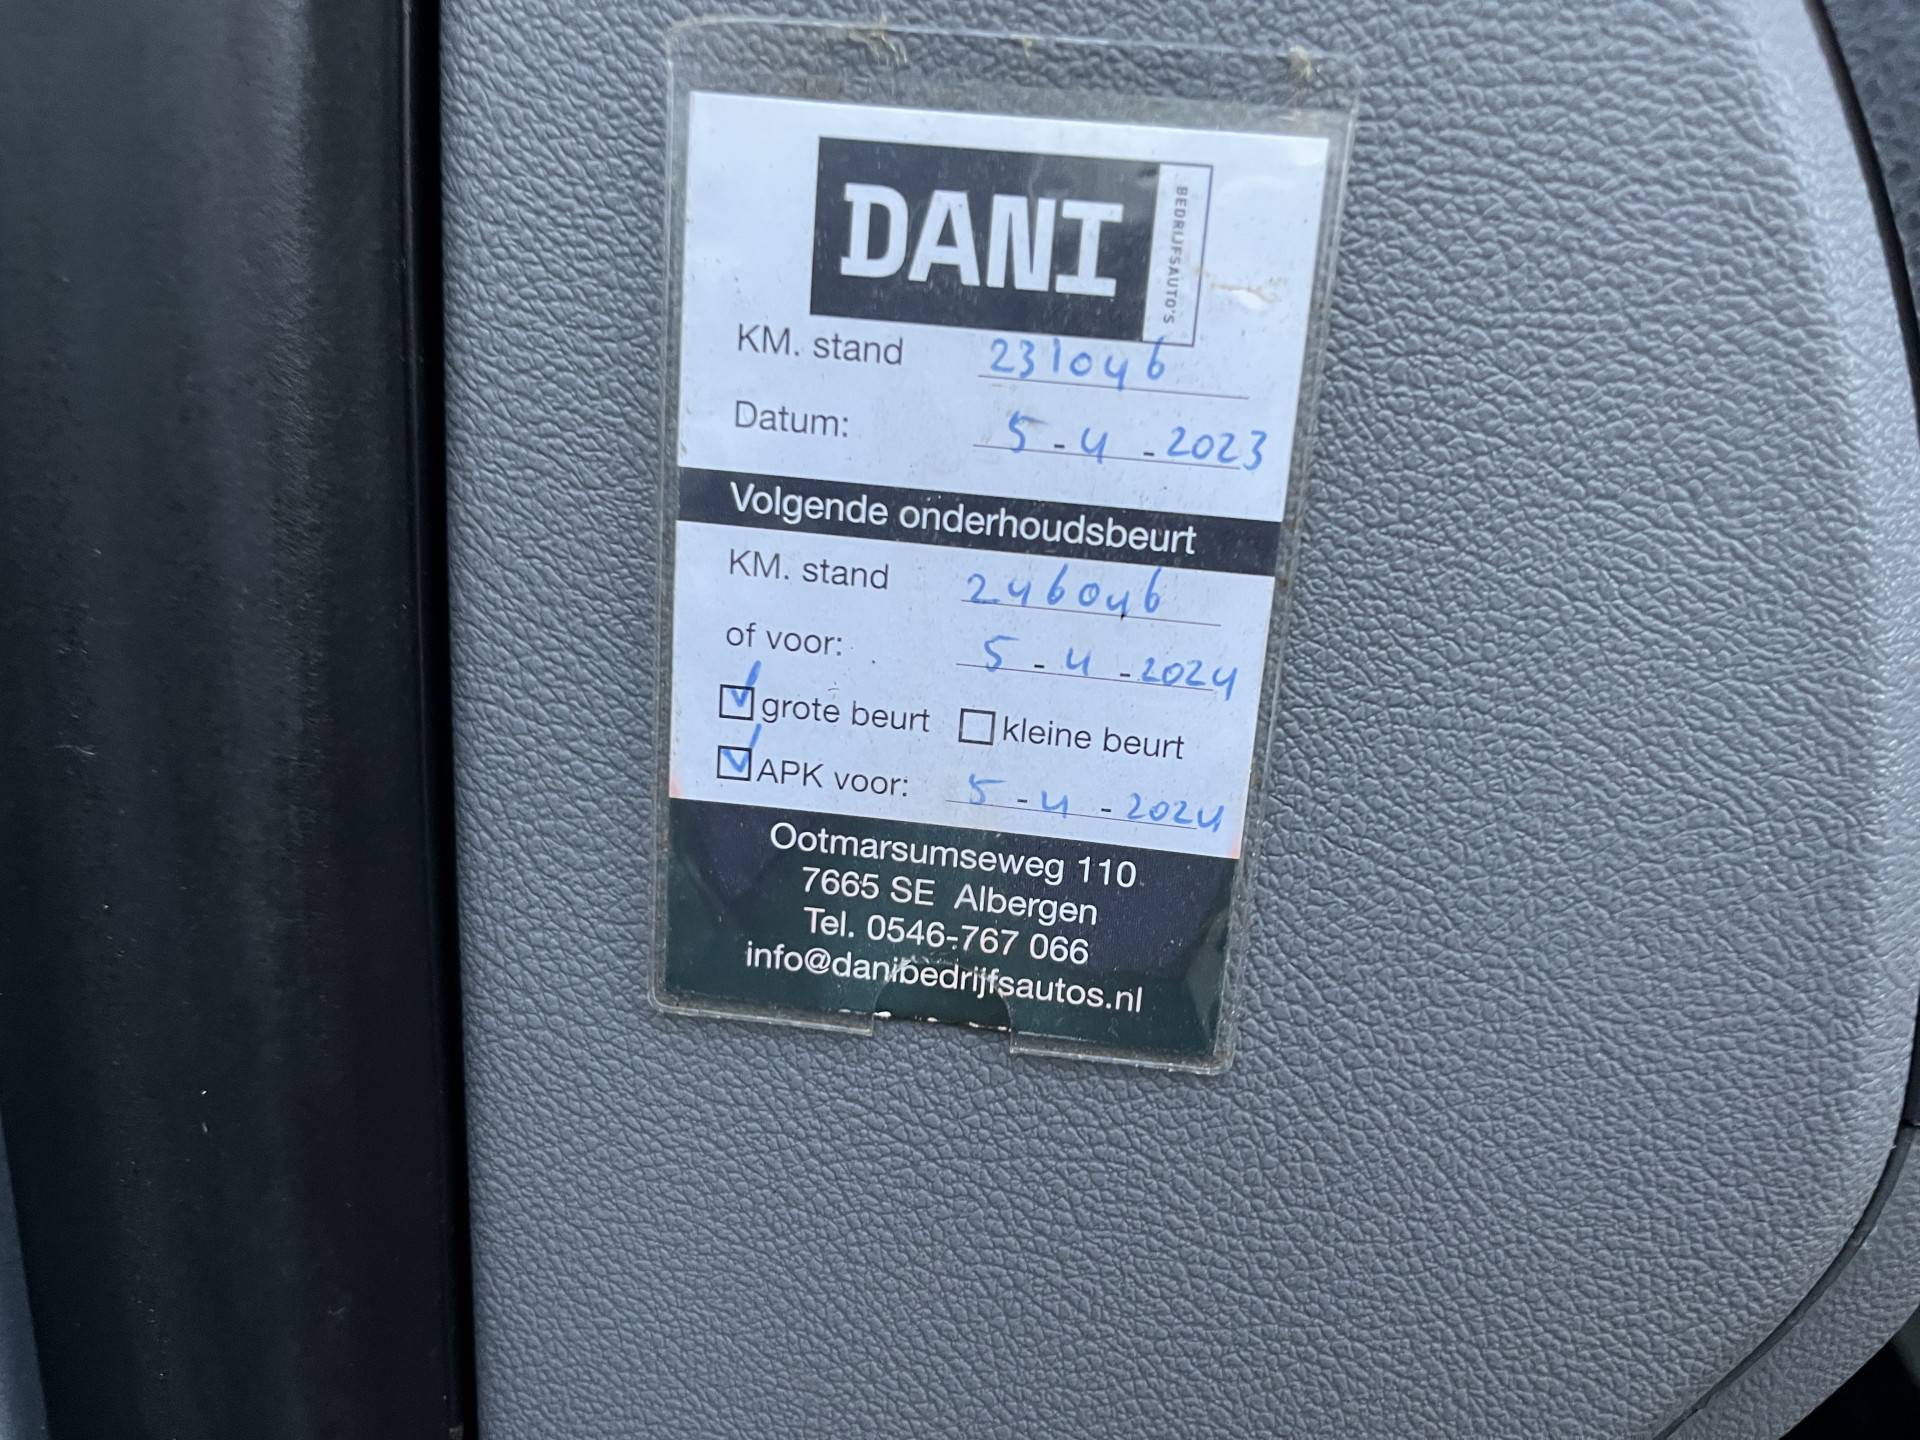 DANI
BEDRIJFSAUTO'S
KM. stand 231046
Datum: 5 - 4 - 2023
Volgende onderhoudsbeurt
KM. stand 246046
of voor: 5 - 4 - 2024
grote beurt kleine beurt
APK voor: 5 - 4 - 2024
Ootmarsumseweg 110
7665 SE Albergen
Tel. 0546-767 066
info@danibedrijfsautos.nl